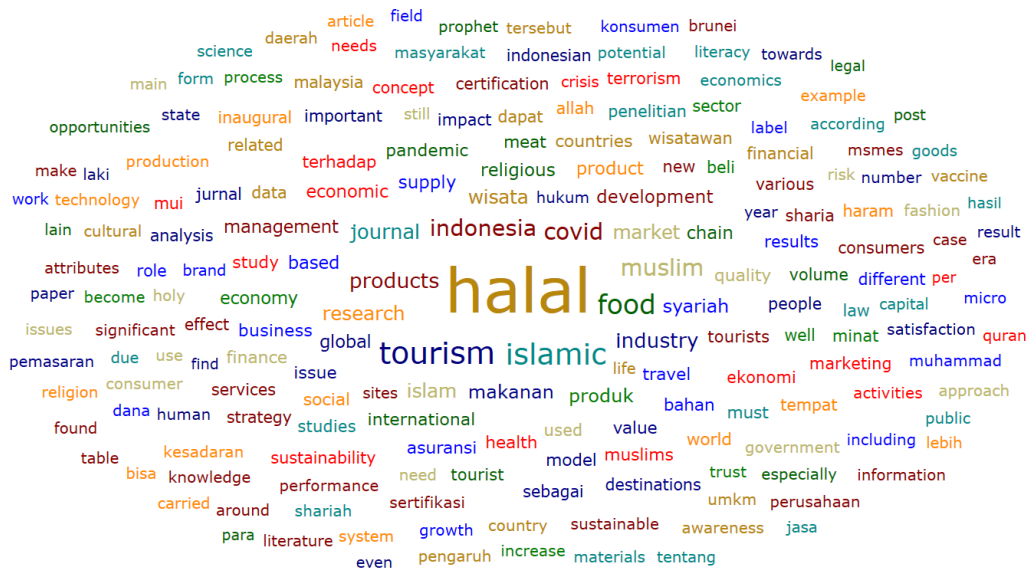 article field
prophet tersebut konsumen brunei
daerah
science needs masyarakat indonesian potential literacy towards
legal
main form process malaysia concept certification crisis terrorism economics
example
state inaugural important still impact dapat allah penelitian sector post
opportunities label according
related pandemic meat countries wisatawan financial msmes goods
make laki production terhadap religious product new beli various risk number vaccine
work technology mui jurnal data economic supply wisata hukum development year sharia haram fashion hasil
lain cultural analysis management journal indonesia covid market chain results consumers case result
era
attributes role brand study based products halal muslim quality volume different per
paper become holy economy research food syariah people law capital micro
issues significant effect business global tourism islamic industry tourists well minat satisfaction quran
pemasaran due use find finance issue life travel ekonomi marketing muhammad
religion consumer services social sites islam makanan produk bahan must tempat activities approach
dana human strategy studies international used value world government including public
found lebih
table kesadaran sustainability asuransi health model muslims trust especially information
bisa knowledge performance need tourist sebagai destinations umkm perusahaan
carried around shariah sertifikasi
para literature system growth country sustainable awareness jasa
even pengaruh increase materials tentang